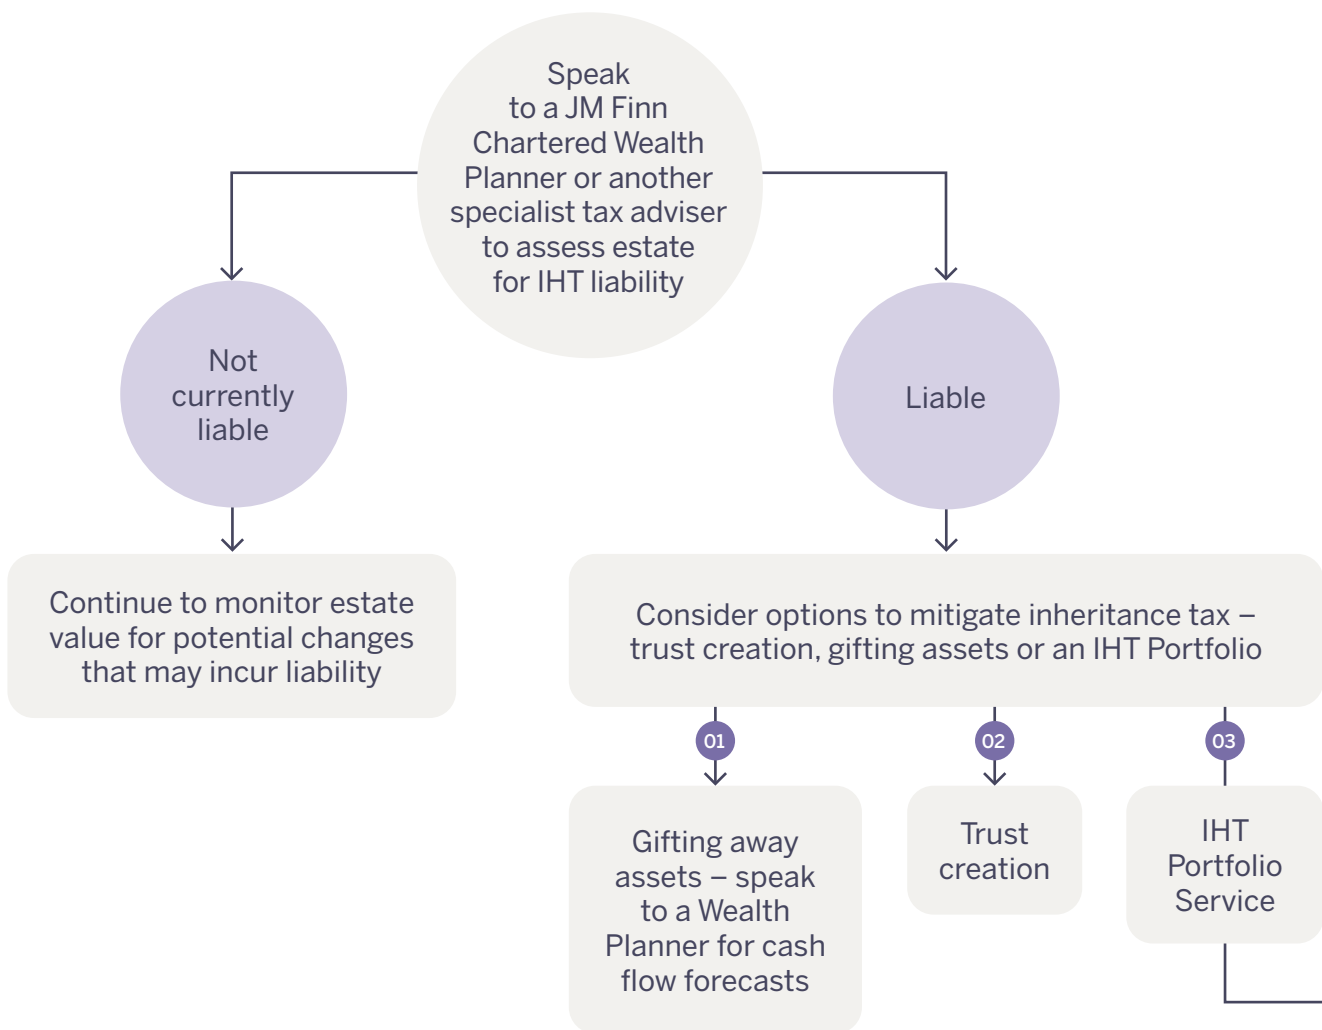 Speak
to a JM Finn
Chartered Wealth
Planner or another
specialist tax adviser
to assess estate
for IHT liability
Not
currently
liable
Liable
Continue to monitor estate
value for potential changes
that may incur liability
Consider options to mitigate inheritance tax –
trust creation, gifting assets or an IHT Portfolio
01
02
03
Gifting away
assets – speak
to a Wealth
Planner for cash
flow forecasts
Trust
creation
IHT
Portfolio
Service